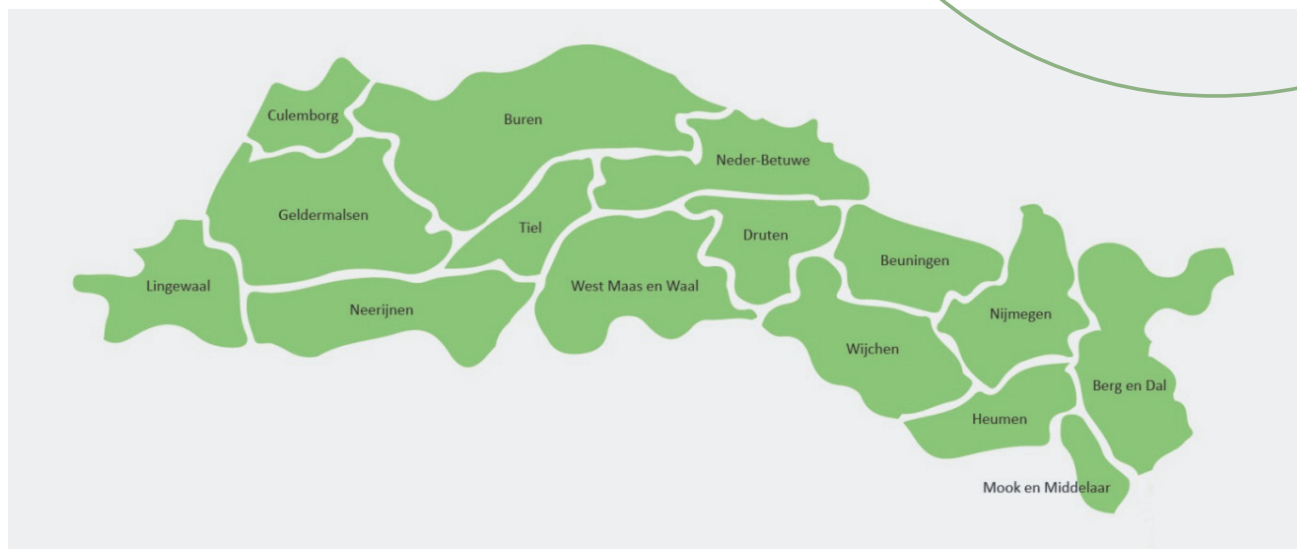 Culemborg
Buren
Neder-Betuwe
Geldermalsen
Tiel
Druten
Beuningen
Lingewaal
West Maas en Waal
Neerijnen
Nijmegen
Wijchen
Berg en Dal
Heumen
Mook en Middelaar